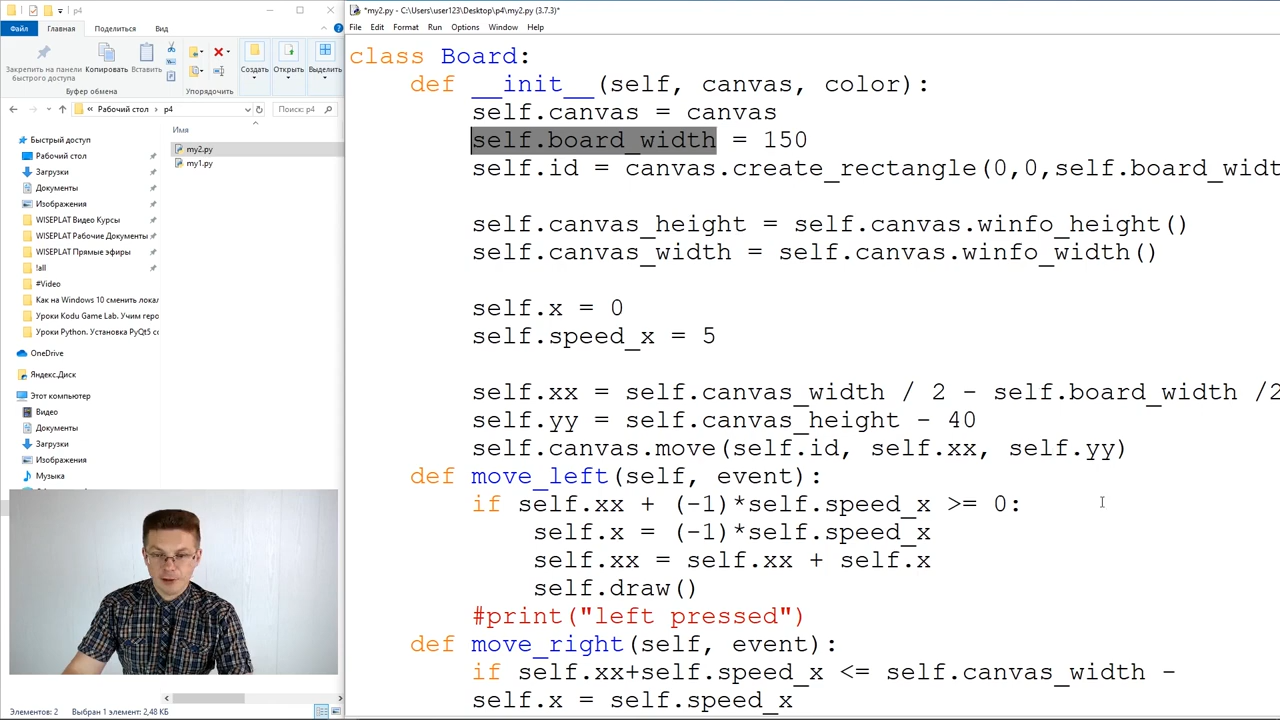 p4
Файл
Главная
Поделиться
Вид
Закрепить на панели быстрого доступа
Копировать
Вставить
Создать
Открыть
Выделить
Буфер обмена
Упорядочить
Рабочий стол
p4
Поиск: p4
Имя
Быстрый доступ
Рабочий стол
Загрузки
Документы
Изображения
WISEPLAT Видео Курсы
WISEPLAT Рабочие Документы
WISEPLAT Прямые эфиры
!all
#Video
Как на Windows 10 сменить локал
Уроки Kodu Game Lab. Учим геро
Уроки Python. Установка PyQt5 со
OneDrive
Яндекс.Диск
Этот компьютер
Видео
Документы
Загрузки
Изображения
Музыка
my2.py
my1.py
Элементов: 2
Выбран 1 элемент: 2,48 КБ
*my2.py - C:\Users\user123\Desktop\p4\my2.py (3.7.3)*
File Edit Format Run Options Window Help
class Board:
    def __init__(self, canvas, color):
        self.canvas = canvas
        self.board_width = 150
        self.id = canvas.create_rectangle(0,0,self.board_widt
        self.canvas_height = self.canvas.winfo_height()
        self.canvas_width = self.canvas.winfo_width()
        self.x = 0
        self.speed_x = 5
        self.xx = self.canvas_width / 2 - self.board_width /2
        self.yy = self.canvas_height - 40
        self.canvas.move(self.id, self.xx, self.yy)
    def move_left(self, event):
        if self.xx + (-1)*self.speed_x >= 0:
            self.x = (-1)*self.speed_x
            self.xx = self.xx + self.x
            self.draw()
        #print("left pressed")
    def move_right(self, event):
        if self.xx+self.speed_x <= self.canvas_width -
        self.x = self.speed_x